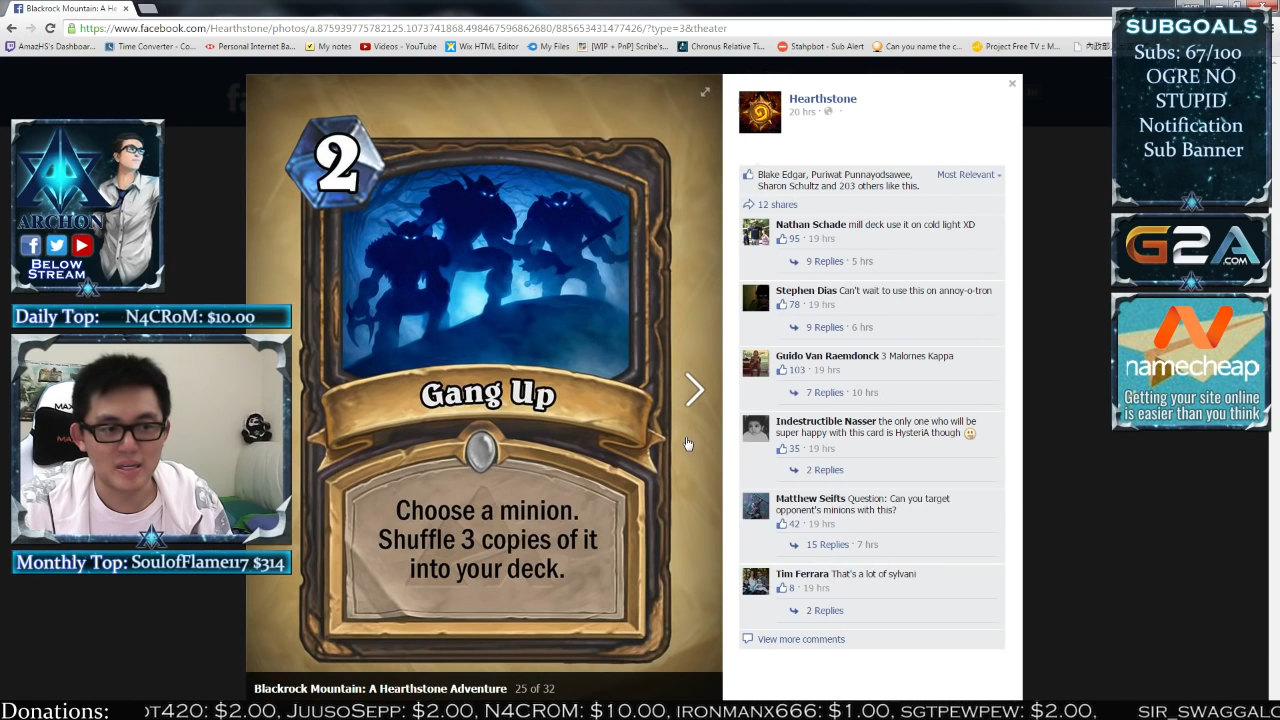 Blackrock Mountain: A He
https://www.facebook.com/Hearthstone/photos/a.875939775782125.1073741868.498467596862680/885653431477426/?type=3&theater
AmazHS's Dashboar...
Time Converter - Co...
Personal Internet Ba...
My notes
Videos - YouTube
Wix HTML Editor
My Files
[WIP + PnP] Scribe's...
Chronus Relative Ti...
Stahpbot - Sub Alert
Can you name the c...
Project Free TV :: M...
SUBGOALS
Subs: 67/100
OGRE NO
STUPID
Notification
Sub Banner
G2A
.COM
namecheap
Getting your site online
is easier than you think
ARCHON
BELOW
STREAM
Daily Top: N4CRoM: $10.00
Monthly Top: SoulofFlame117 $314
2
Gang Up
Choose a minion.
Shuffle 3 copies of it
into your deck.
Blackrock Mountain: A Hearthstone Adventure 25 of 32
Hearthstone
20 hrs ·
Blake Edgar, Puriwat Punnayodsawee,
Sharon Schultz and 203 others like this.
Most Relevant
12 shares
Nathan Schade mill deck use it on cold light XD
95 · 19 hrs
9 Replies · 5 hrs
Stephen Dias Can't wait to use this on annoy-o-tron
78 · 19 hrs
9 Replies · 6 hrs
Guido Van Raemdonck 3 Malornes Kappa
103 · 19 hrs
7 Replies · 10 hrs
Indestructible Nasser the only one who will be
super happy with this card is HysteriA though
35 · 19 hrs
2 Replies
Matthew Seifts Question: Can you target
opponent's minions with this?
42 · 19 hrs
15 Replies · 7 hrs
Tim Ferrara That's a lot of sylvani
8 · 19 hrs
2 Replies
View more comments
Donations: OT420: $2.00, JuusoSepp: $2.00, N4CR0M: $10.00, ironmanx666: $1.00, sgtpewpew: $2.00, SIR_SWAGGALO